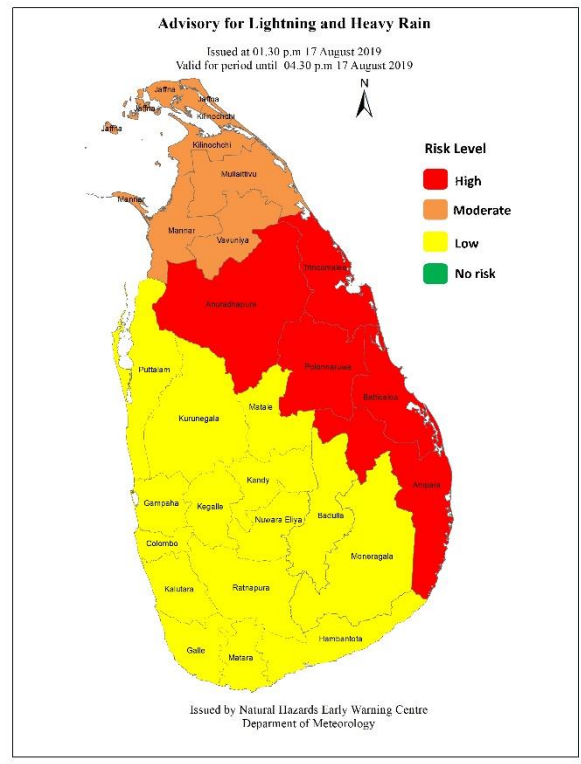 Advisory for Lightning and Heavy Rain
Issued at 01.30 p.m 17 August 2019
Valid for period until 04.30 p.m 17 August 2019
N
Jaffna
Jaffna
Jaffna
Kilinochchi
Jaffna
Kilinochchi
Mullaittivu
Mannar
Mannar
Vavuniya
Trincomalee
Anuradhapura
Puttalam
Polonnaruwa
Batticaloa
Matale
Kurunegala
Kandy
Ampara
Gampaha
Kegalle
Nuwara Eliya
Badulla
Colombo
Moneragala
Kalutara
Ratnapura
Hambantota
Galle
Matara
Risk Level
High
Moderate
Low
No risk
Issued by Natural Hazards Early Warning Centre
Deparment of Meteorology